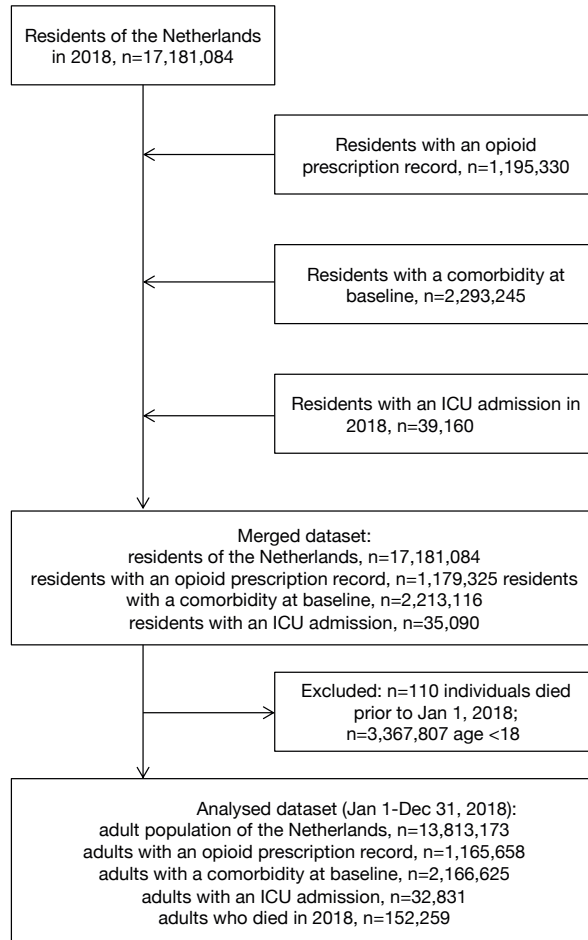 Residents of the Netherlands
in 2018, n=17,181,084
Residents with an opioid
prescription record, n=1,195,330
Residents with a comorbidity at
baseline, n=2,293,245
Residents with an ICU admission in
2018, n=39,160
Merged dataset:
residents of the Netherlands, n=17,181,084
residents with an opioid prescription record, n=1,179,325 residents
with a comorbidity at baseline, n=2,213,116
residents with an ICU admission, n=35,090
Excluded: n=110 individuals died
prior to Jan 1, 2018;
n=3,367,807 age <18
Analysed dataset (Jan 1-Dec 31, 2018):
adult population of the Netherlands, n=13,813,173
adults with an opioid prescription record, n=1,165,658
adults with a comorbidity at baseline, n=2,166,625
adults with an ICU admission, n=32,831
adults who died in 2018, n=152,259